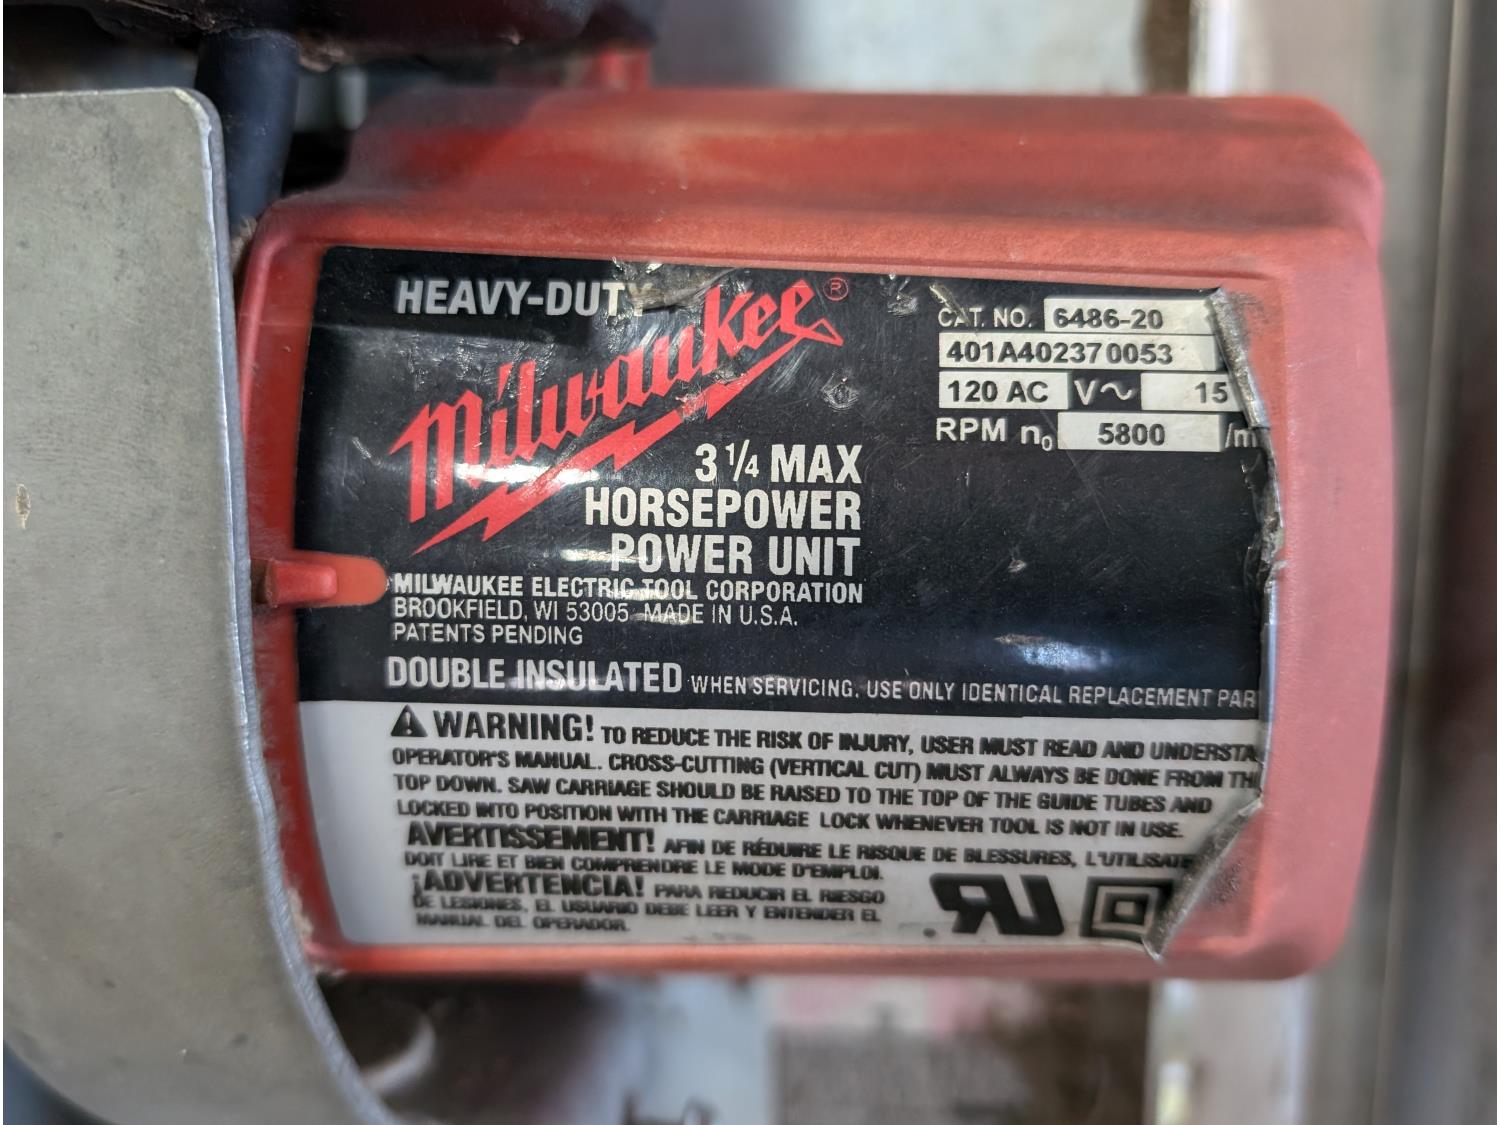 HEAVY-DUTY
Milwaukee®
CAT. NO. 6486-20
401A402370053
120 AC V~ 15
RPM n₀ 5800 /m
3 1/4 MAX
HORSEPOWER
POWER UNIT
MILWAUKEE ELECTRIC TOOL CORPORATION
BROOKFIELD, WI 53005 MADE IN U.S.A.
PATENTS PENDING
DOUBLE INSULATED WHEN SERVICING, USE ONLY IDENTICAL REPLACEMENT PAR
WARNING! TO REDUCE THE RISK OF INJURY, USER MUST READ AND UNDERSTA
OPERATOR'S MANUAL. CROSS-CUTTING (VERTICAL CUT) MUST ALWAYS BE DONE FROM TH
TOP DOWN. SAW CARRIAGE SHOULD BE RAISED TO THE TOP OF THE GUIDE TUBES AND
LOCKED INTO POSITION WITH THE CARRIAGE LOCK WHENEVER TOOL IS NOT IN USE.
AVERTISSEMENT! AFIN DE RÉDUIRE LE RISQUE DE BLESSURES, L'UTILISATE
DOIT LIRE ET BIEN COMPRENDRE LE MODE D'EMPLOI.
¡ADVERTENCIA! PARA REDUCIR EL RIESGO
DE LESIONES, EL USUARIO DEBE LEER Y ENTENDER EL
MANUAL DEL OPERADOR.